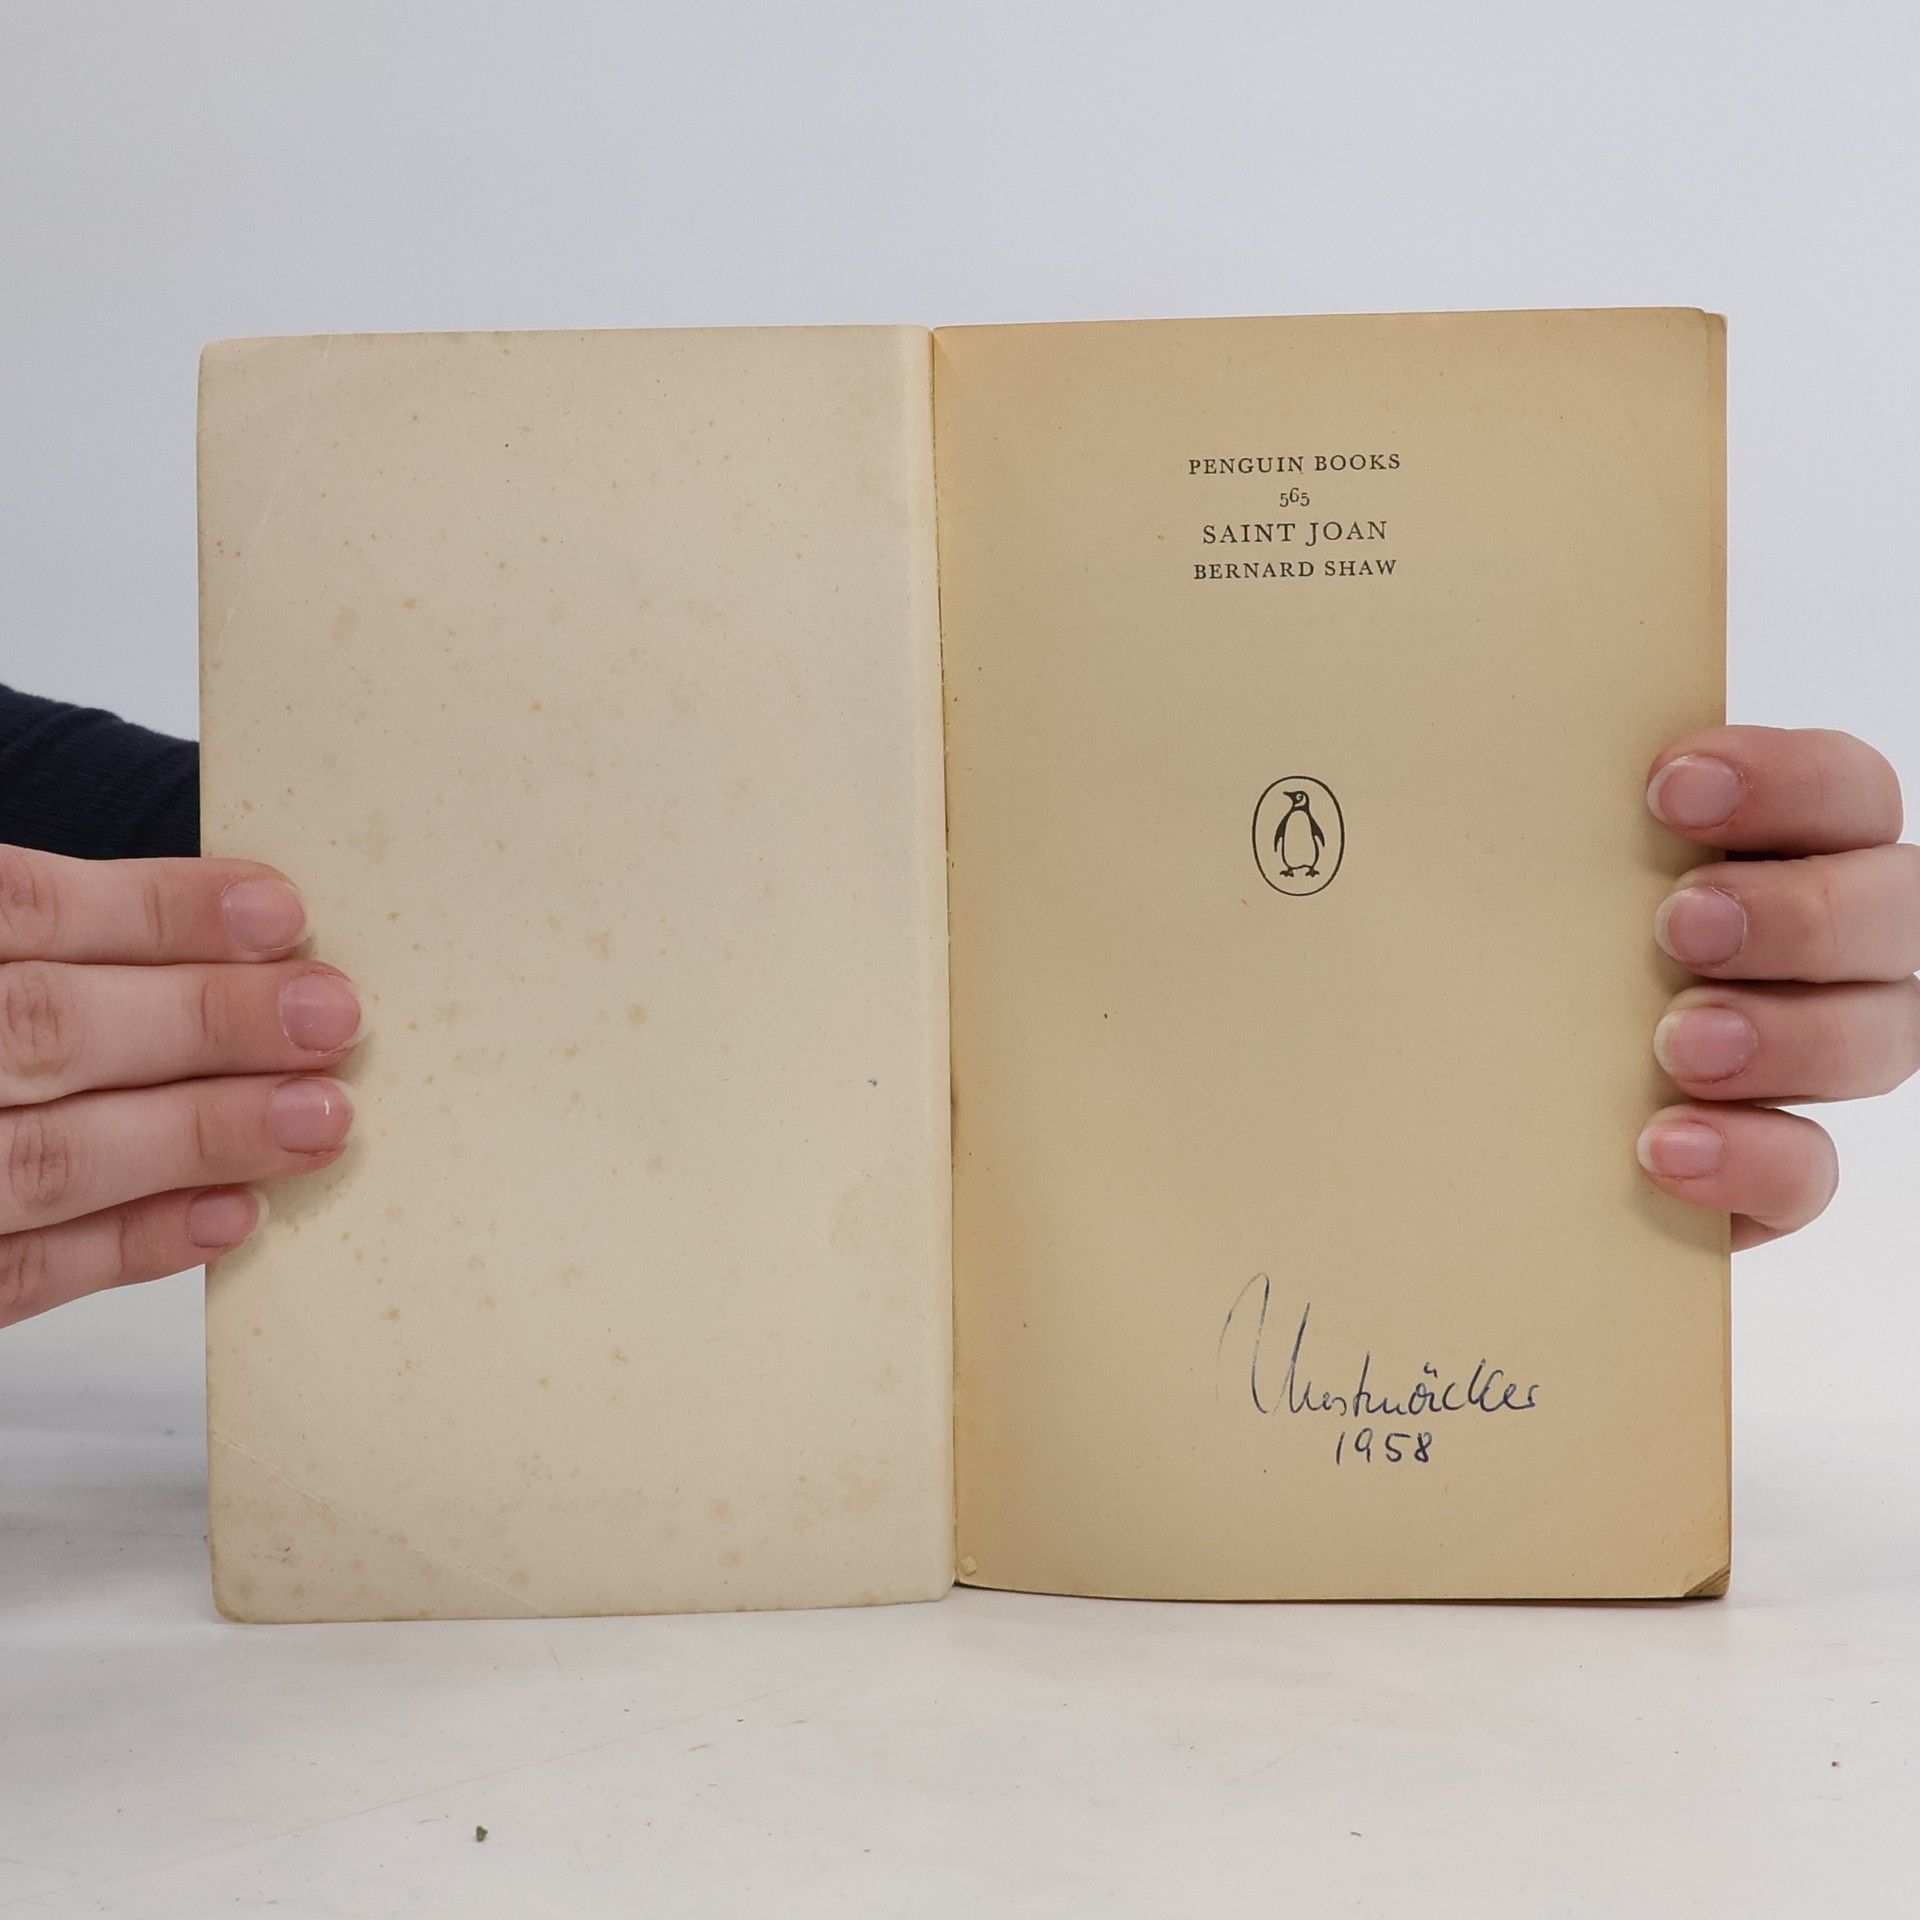 PENGUIN BOOKS
565
SAINT JOAN
BERNARD SHAW
1958